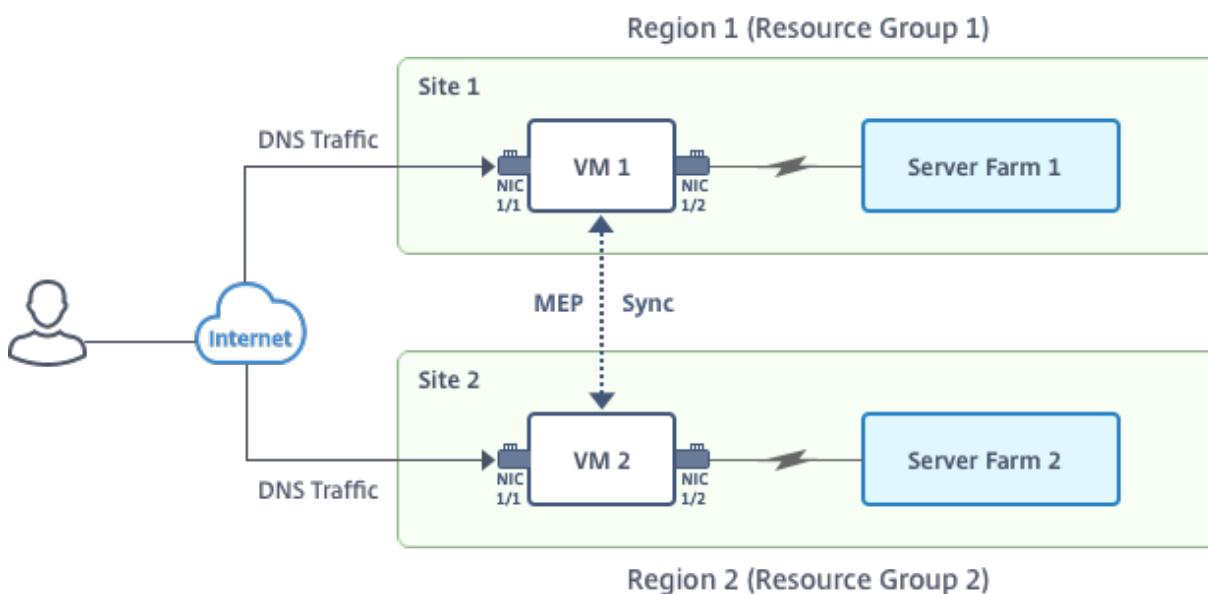 Region 1 (Resource Group 1)
Site 1
DNS Traffic
VM 1
NIC
1/1
NIC
1/2
Server Farm 1
MEP Sync
Internet
Site 2
VM 2
NIC
1/1
NIC
1/2
Server Farm 2
DNS Traffic
Region 2 (Resource Group 2)